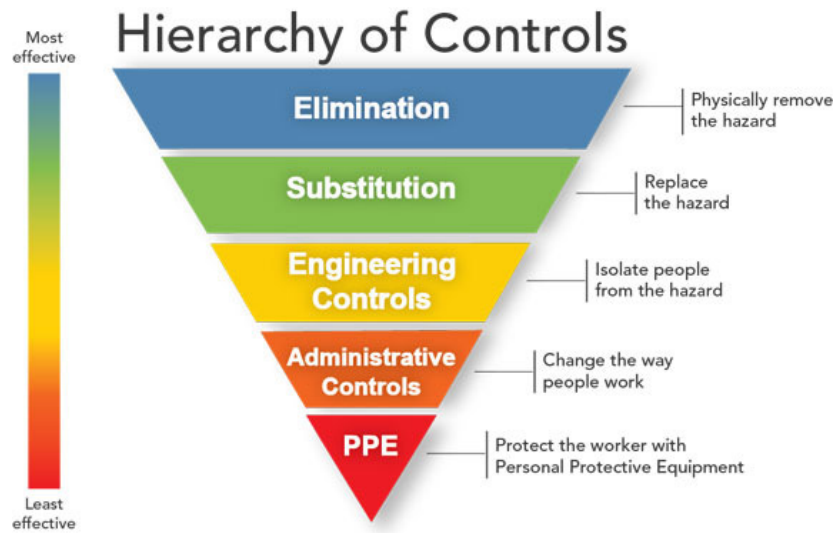 Hierarchy of Controls
Most
effective
Elimination
Physically remove
the hazard
Substitution
Replace
the hazard
Engineering
Controls
Isolate people
from the hazard
Administrative
Controls
Change the way
people work
PPE
Protect the worker with
Personal Protective Equipment
Least
effective